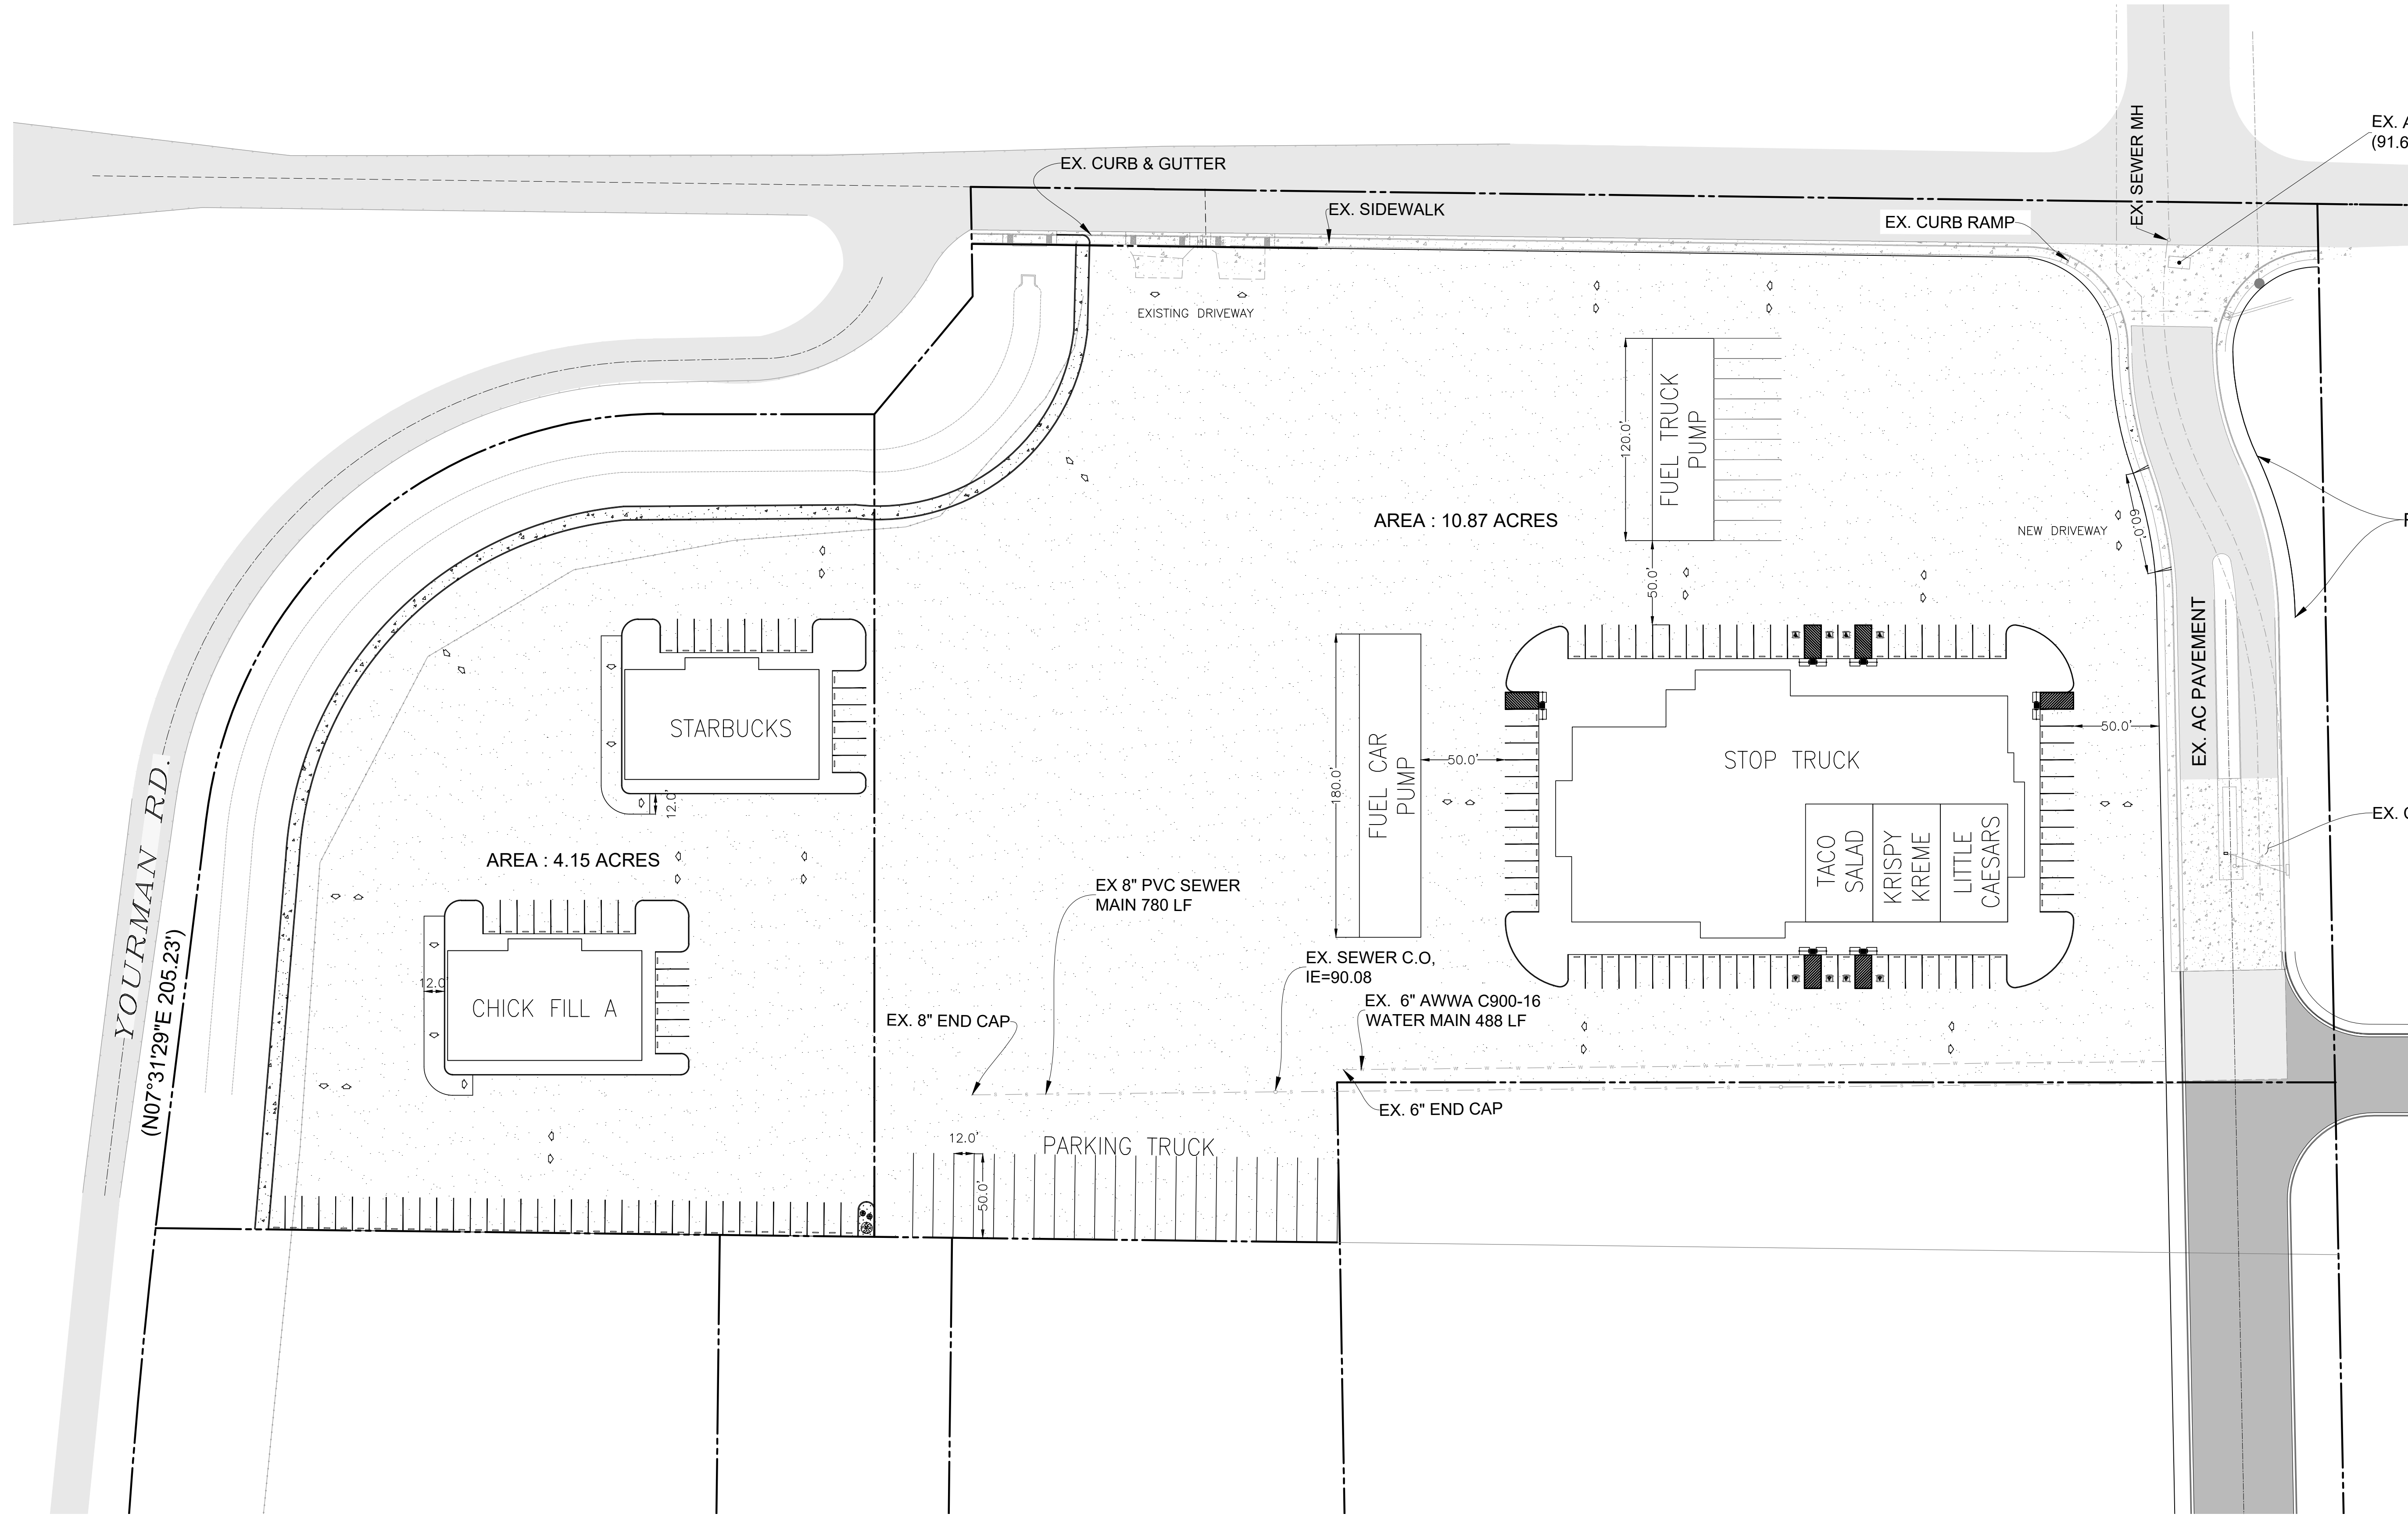 EX. SEWER MH
EX. A
(91.6
EX. CURB & GUTTER
EX. SIDEWALK
EX. CURB RAMP
EXISTING DRIVEWAY
120.0'
FUEL TRUCK
PUMP
AREA : 10.87 ACRES
NEW DRIVEWAY
60.0'
50.0'
STARBUCKS
12.0'
180.0'
FUEL CAR
PUMP
50.0'
STOP TRUCK
50.0'
EX. AC PAVEMENT
TACO
SALAD
KRISPY
KREME
LITTLE
CAESARS
YOURMAN RD.
(N07°31'29"E 205.23')
AREA : 4.15 ACRES
EX 8" PVC SEWER
MAIN 780 LF
12.0'
CHICK FILL A
EX. SEWER C.O,
IE=90.08
EX. 6" AWWA C900-16
WATER MAIN 488 LF
EX. 8" END CAP
EX. 6" END CAP
12.0'
PARKING TRUCK
50.0'